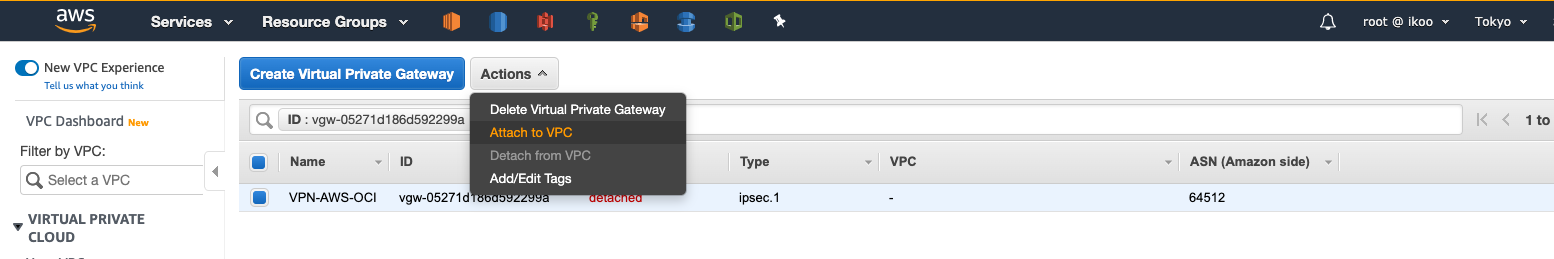 aws Services Resource Groups root @ ikoo Tokyo
New VPC Experience
Tell us what you think
Create Virtual Private Gateway Actions
Delete Virtual Private Gateway
Attach to VPC
Detach from VPC
Add/Edit Tags
VPC Dashboard New
Filter by VPC:
Select a VPC
VIRTUAL PRIVATE
CLOUD
ID : vgw-05271d186d592299a 1 to
Name ID Type VPC ASN (Amazon side)
VPN-AWS-OCI vgw-05271d186d592299a detached ipsec.1 - 64512